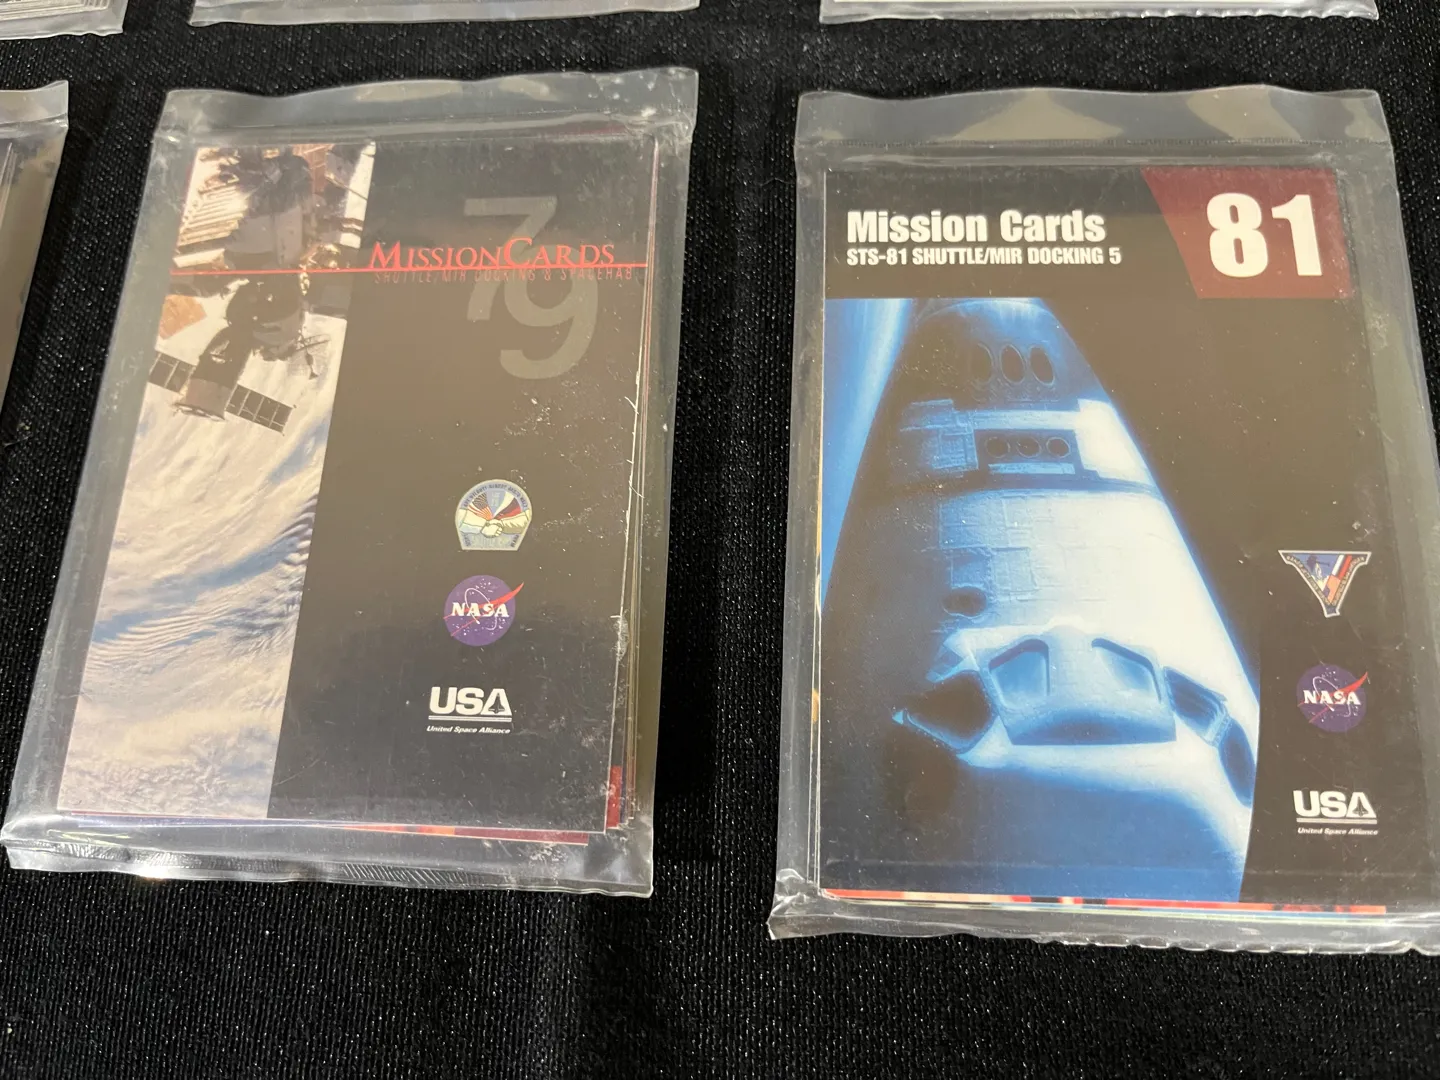 79
MISSIONCARDS
SHUTTLE/MIR DOCKING & SPACEHAB
NASA
USA
United Space Alliance
Mission Cards
STS-81 SHUTTLE/MIR DOCKING 5
81
NASA
USA
United Space Alliance